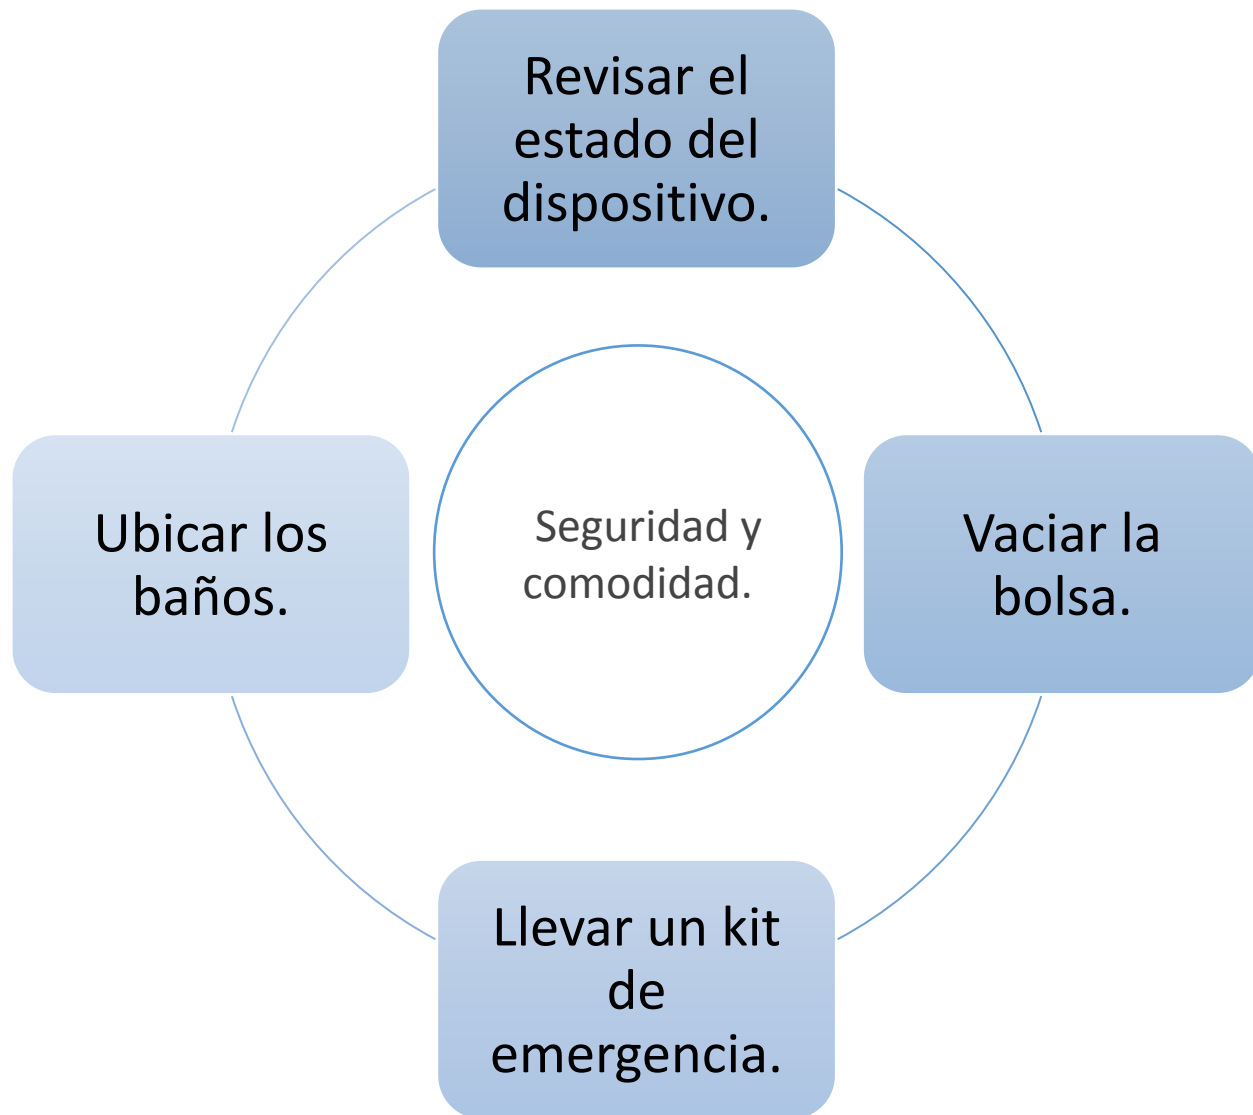 Revisar el
estado del
dispositivo.
Ubicar los
baños.
Seguridad y
comodidad.
Vaciar la
bolsa.
Llevar un kit
de
emergencia.